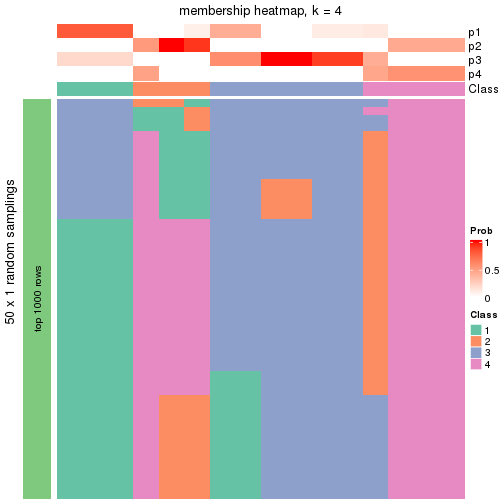 membership heatmap, k = 4
p1
p2
p3
p4
Class
50 x 1 random samplings
top 1000 rows
Prob
1
0.5
0
Class
1
2
3
4